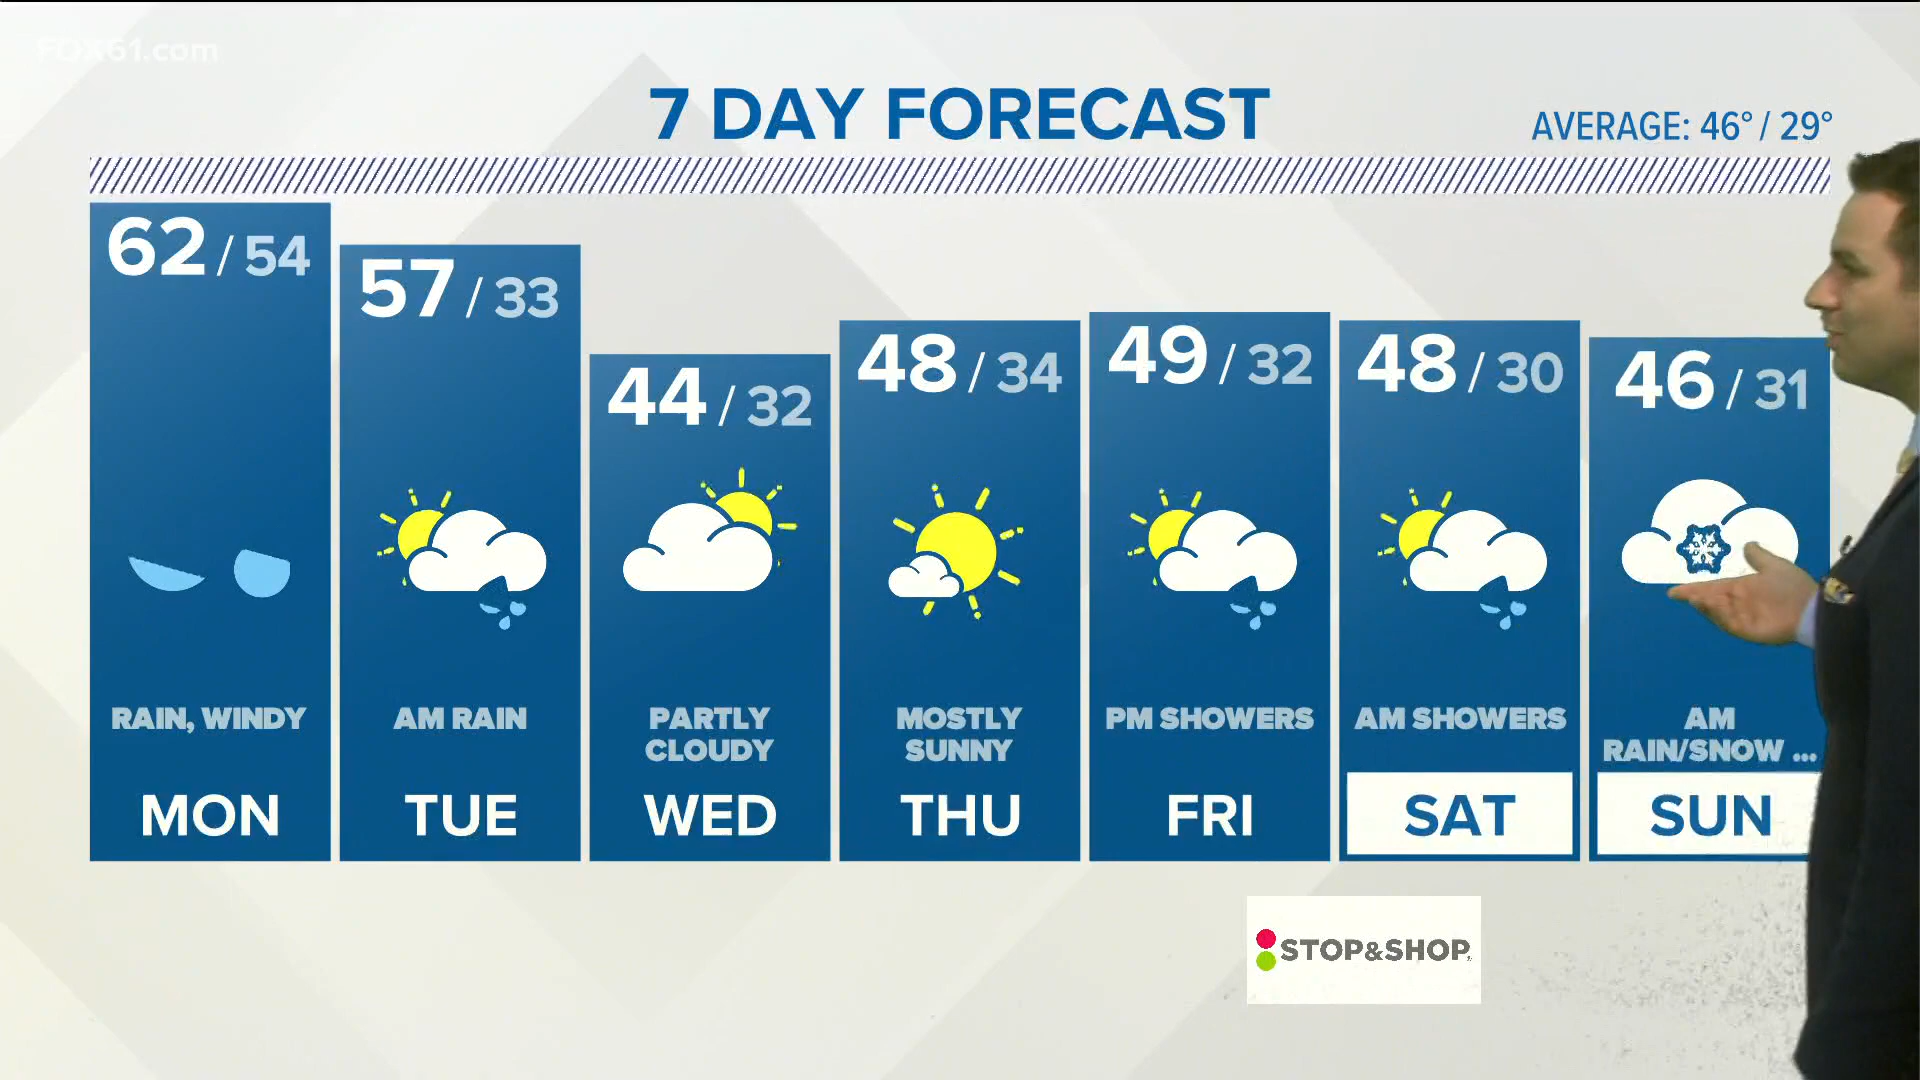 FOX61.com
7 DAY FORECAST
AVERAGE: 46° / 29°
62 / 54
RAIN, WINDY
MON
57 / 33
AM RAIN
TUE
44 / 32
PARTLY
CLOUDY
WED
48 / 34
MOSTLY
SUNNY
THU
49 / 32
PM SHOWERS
FRI
48 / 30
AM SHOWERS
SAT
46 / 31
AM
RAIN/SNOW ...
SUN
STOP&SHOP